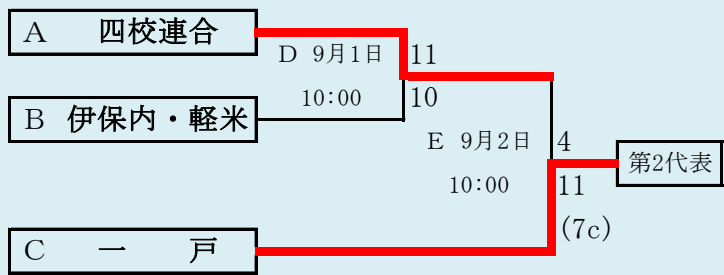 A 四校連合
D 9月1日
11
10:00
10
B 伊保内・軽米
E 9月2日
4
第2代表
10:00
11
(7c)
C 一戸